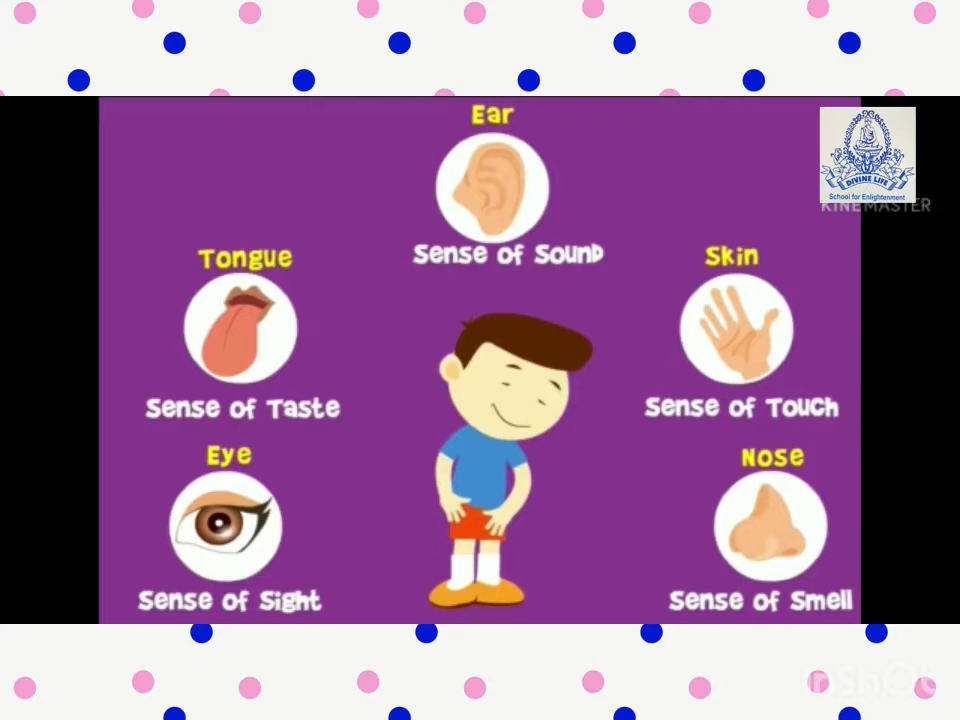 Ear
DIVINE LIFE
School for Enlightenment
KINEMASTER
Sense of Sound
Tongue
Skin
Sense of Taste
Sense of Touch
Eye
Nose
Sense of Sight
Sense of Smell
InShOt